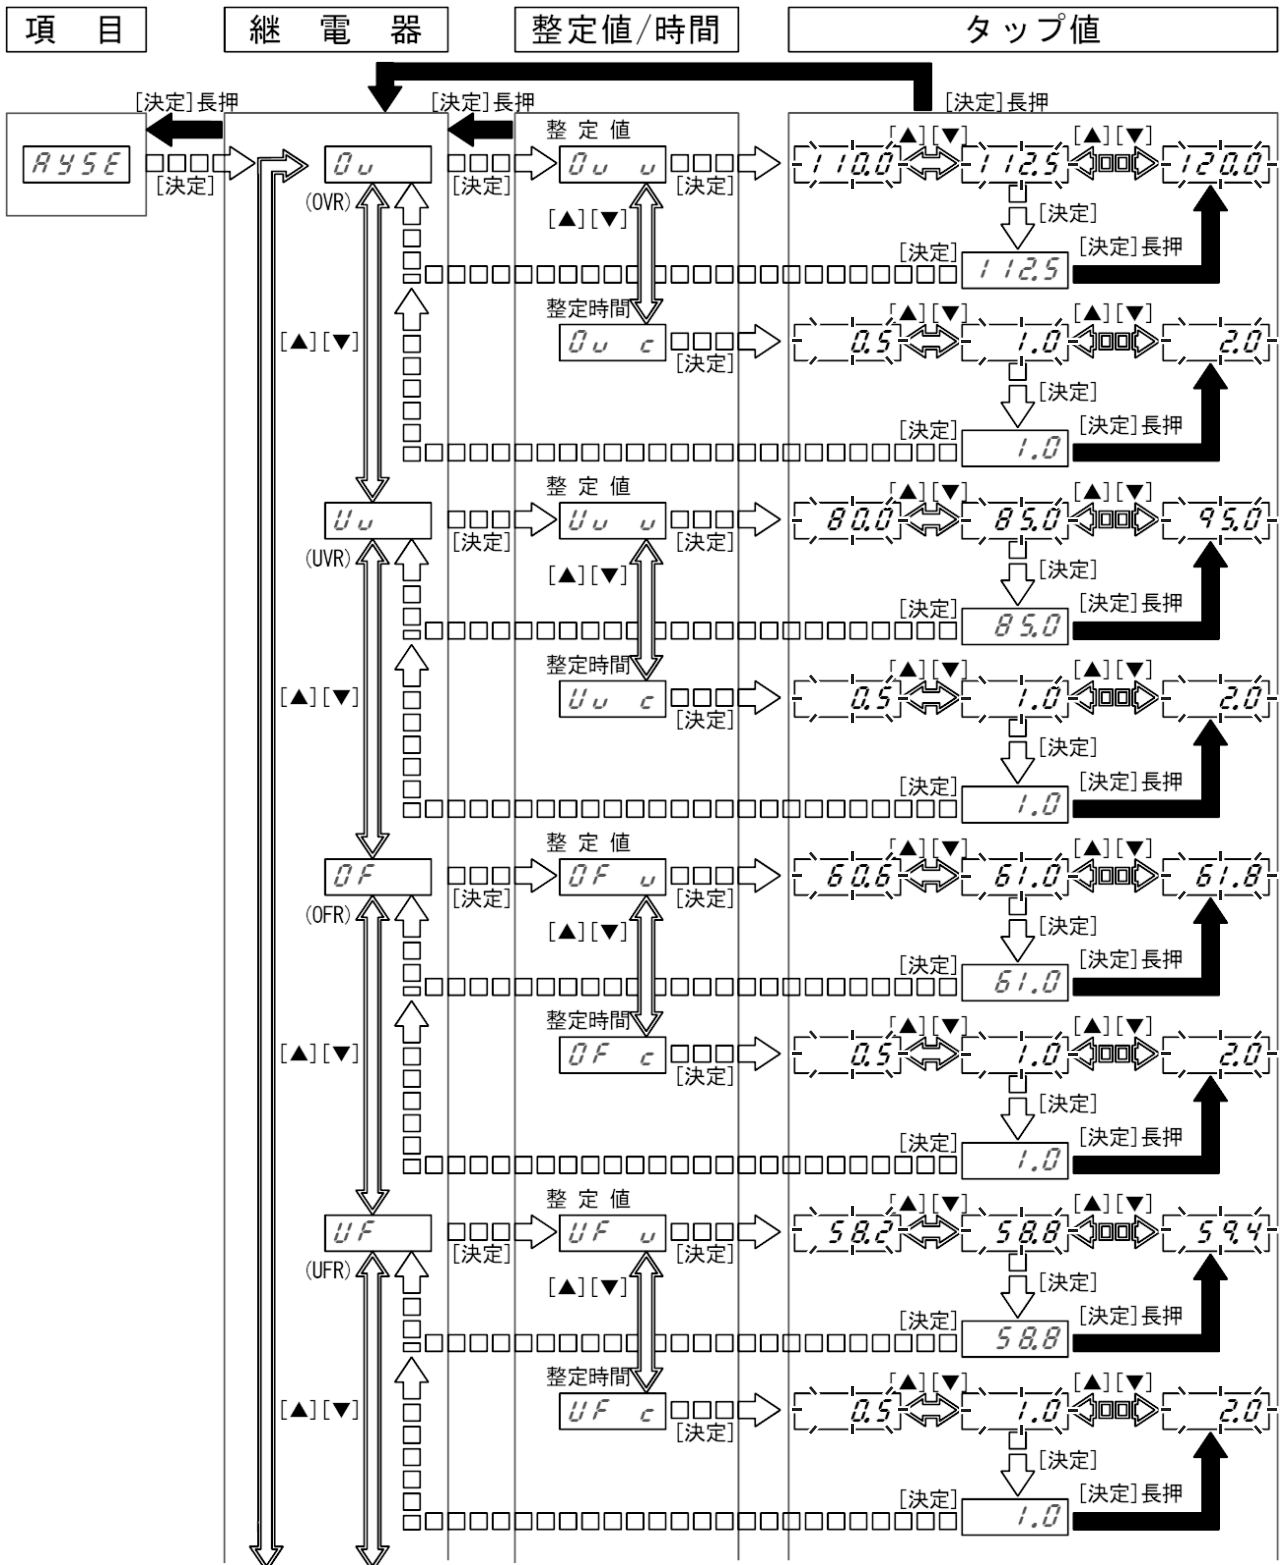 項 目 継 電 器 整定値/時間 タップ値
[決定]長押 [決定]長押 [決定]長押
整 定 値 [▲][▼] [▲][▼]
AYSE Ou Ou u 110.0 112.5 120.0
[決定] [決定] [決定]
(OVR) [▲][▼] [決定]
[決定] [決定]長押
112.5
整定時間 [▲][▼] [▲][▼]
[▲][▼] Ou c 0.5 1.0 2.0
[決定]
[決定]
[決定] [決定]長押
1.0
整 定 値 [▲][▼] [▲][▼]
Uu Uu u 80.0 85.0 95.0
[決定] [決定]
(UVR) [▲][▼] [決定]
[決定] [決定]長押
85.0
整定時間 [▲][▼] [▲][▼]
[▲][▼] Uu c 0.5 1.0 2.0
[決定]
[決定]
[決定] [決定]長押
1.0
整 定 値 [▲][▼] [▲][▼]
OF OF u 60.6 61.0 61.8
[決定] [決定]
(OFR) [▲][▼] [決定]
[決定] [決定]長押
61.0
整定時間 [▲][▼] [▲][▼]
[▲][▼] OF c 0.5 1.0 2.0
[決定]
[決定]
[決定] [決定]長押
1.0
整 定 値 [▲][▼] [▲][▼]
UF UF u 58.2 58.8 59.4
[決定] [決定]
(UFR) [▲][▼] [決定]
[決定] [決定]長押
58.8
整定時間 [▲][▼] [▲][▼]
[▲][▼] UF c 0.5 1.0 2.0
[決定]
[決定]
[決定] [決定]長押
1.0